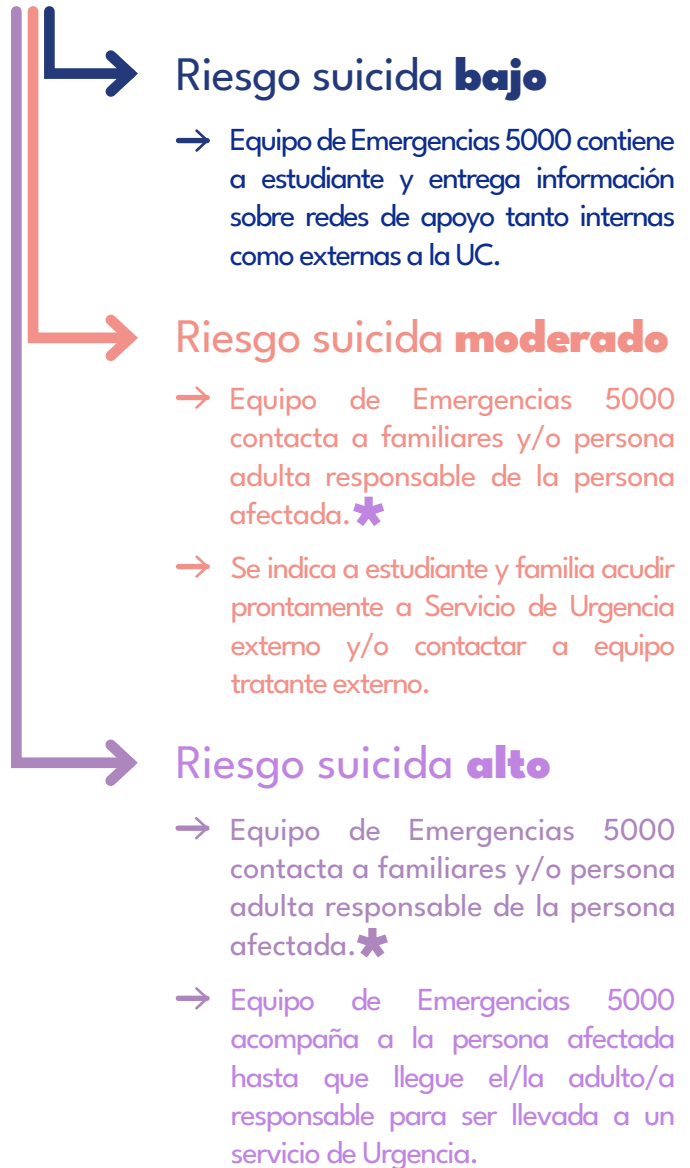 Riesgo suicida bajo
→ Equipo de Emergencias 5000 contiene
a estudiante y entrega información
sobre redes de apoyo tanto internas
como externas a la UC.
Riesgo suicida moderado
→ Equipo de Emergencias 5000
contacta a familiares y/o persona
adulta responsable de la persona
afectada.*
→ Se indica a estudiante y familia acudir
prontamente a Servicio de Urgencia
externo y/o contactar a equipo
tratante externo.
Riesgo suicida alto
→ Equipo de Emergencias 5000
contacta a familiares y/o persona
adulta responsable de la persona
afectada.*
→ Equipo de Emergencias 5000
acompaña a la persona afectada
hasta que llegue el/la adulto/a
responsable para ser llevada a un
servicio de Urgencia.